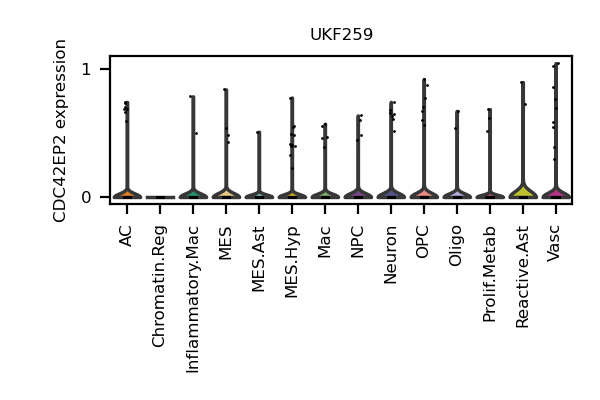 UKF259
CDC42EP2 expression
1
0
AC
Chromatin.Reg
Inflammatory.Mac
MES
MES.Ast
MES.Hyp
Mac
NPC
Neuron
OPC
Oligo
Prolif.Metab
Reactive.Ast
Vasc